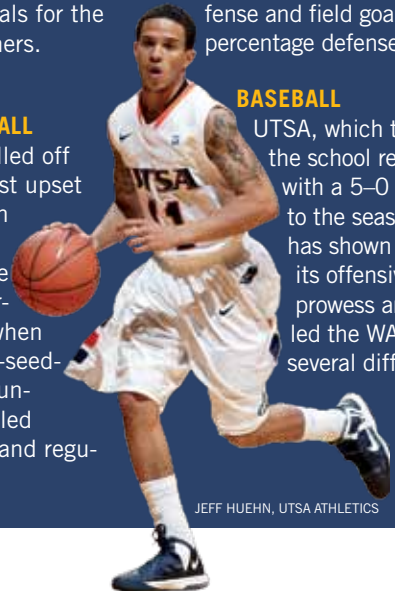 als for the
ners.
ALL
lled off
st upset
n
e
r-
when
-seed-
un-
led
and regu-
fense and field goa
percentage defense
BASEBALL
UTSA, which t
the school re
with a 5–0
to the seas
has shown
its offensiv
prowess an
led the WA
several diff
UTSA
11
JEFF HUEHN, UTSA ATHLETICS